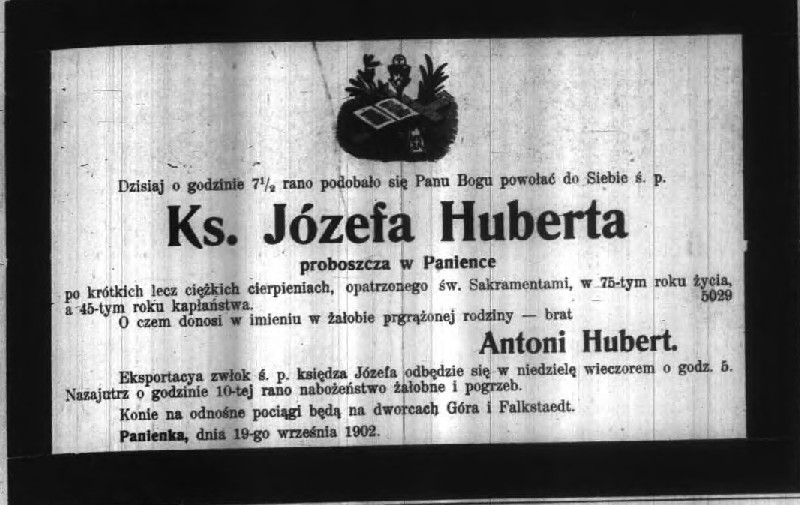 Dzisiaj o godzinie 7½ rano podobało się Panu Bogu powołać do Siebie ś. p.
Ks. Józefa Huberta
proboszcza w Panience
po krótkich lecz ciężkich cierpieniach, opatrzonego św. Sakramentami, w 75-tym roku życia,
a 45-tym roku kapłaństwa. 5029
O czem donosi w imieniu w żałobie prgrążonej rodziny — brat
Antoni Hubert.
Eksportacya zwłok ś. p. księdza Józefa odbędzie się w niedzielę wieczorem o godz. 5.
Nazajutrz o godzinie 10-tej rano nabożeństwo żałobne i pogrzeb.
Konie na odnośne pociągi będą na dworcach Góra i Falkstaedt.
Panienka, dnia 19-go września 1902.